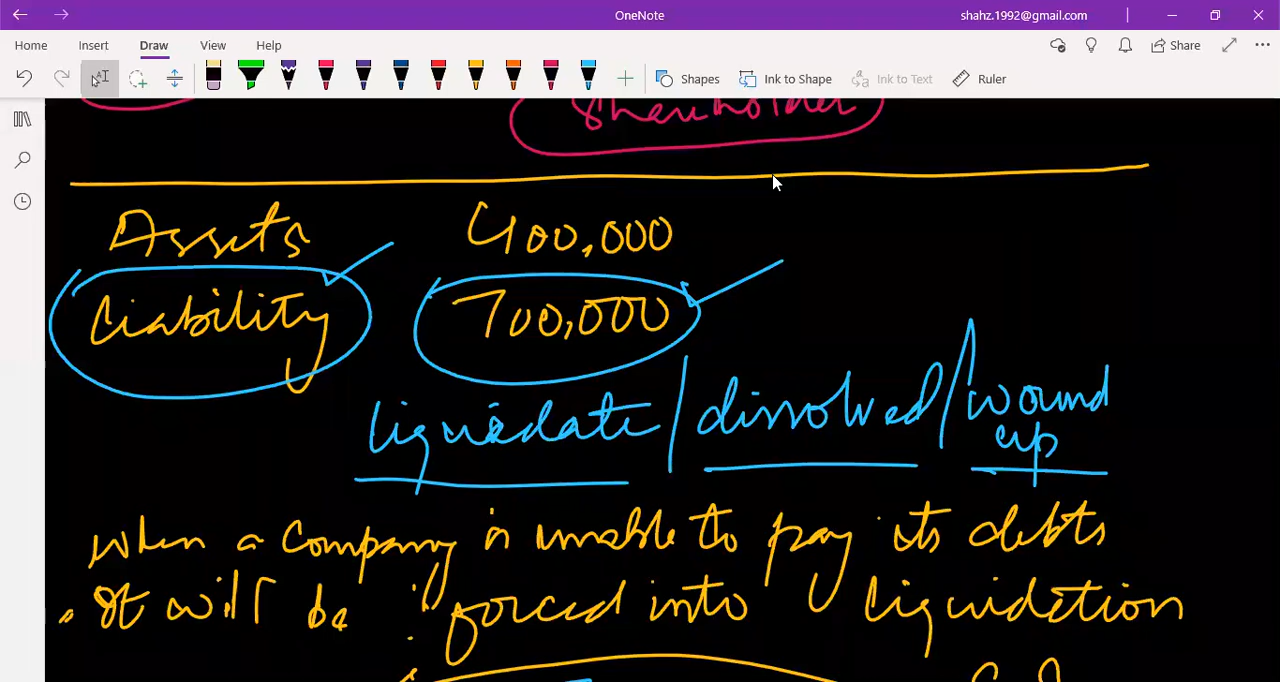 OneNote
shahz.1992@gmail.com
Home Insert Draw View Help Share
Shapes Ink to Shape Ink to Text Ruler
Shareholder
Assets 400,000
Liability 700,000
liquidate / dissolved / wound
up
when a company is unable to pay its debts
It will be forced into liquidation